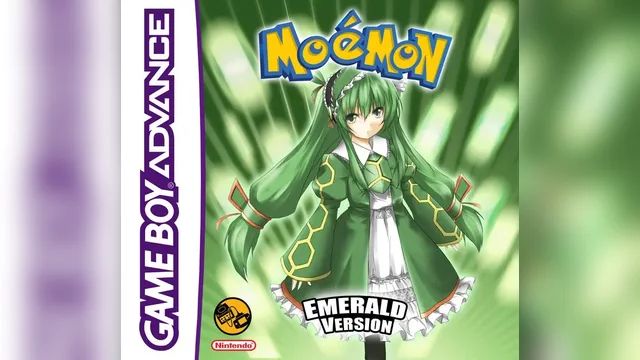 GAME BOY ADVANCE
MOéMON
EMERALD
VERSION
Nintendo